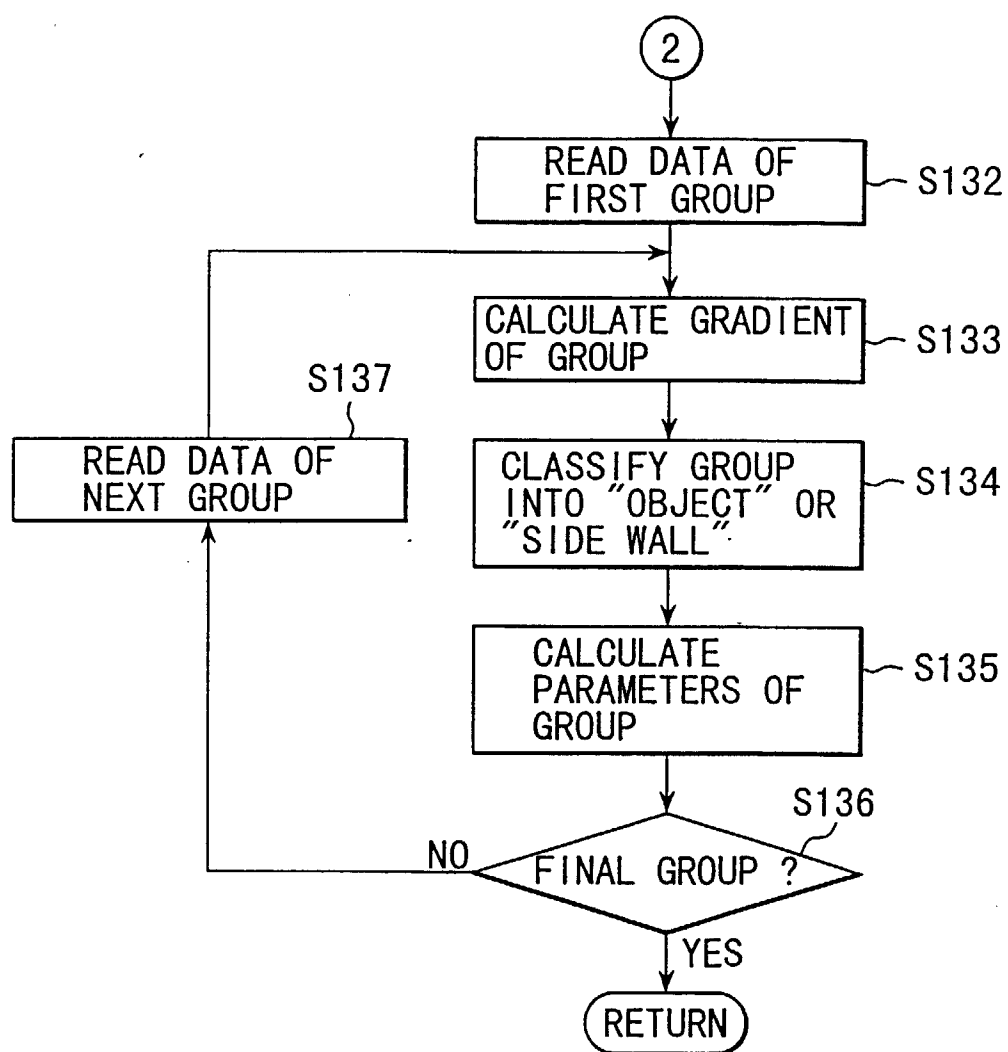 2
READ DATA OF
FIRST GROUP
S132
CALCULATE GRADIENT
OF GROUP
S133
S137
READ DATA OF
NEXT GROUP
CLASSIFY GROUP
INTO "OBJECT" OR
"SIDE WALL"
S134
CALCULATE
PARAMETERS OF
GROUP
S135
S136
NO
FINAL GROUP ?
YES
RETURN